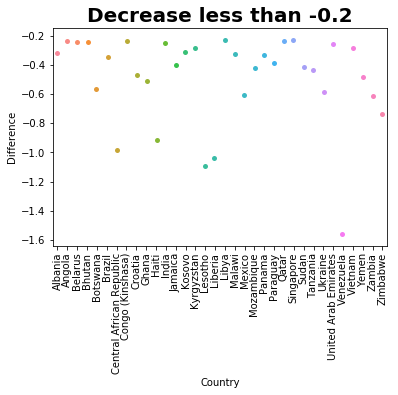 Decrease less than -0.2
Difference
−0.2
−0.4
−0.6
−0.8
−1.0
−1.2
−1.4
−1.6
Albania
Angola
Belarus
Bhutan
Botswana
Brazil
Central African Republic
Congo (Kinshasa)
Croatia
Ghana
Haiti
India
Jamaica
Kosovo
Kyrgyzstan
Lesotho
Liberia
Libya
Malawi
Mexico
Mozambique
Panama
Paraguay
Qatar
Singapore
Sudan
Tanzania
Ukraine
United Arab Emirates
Venezuela
Vietnam
Yemen
Zambia
Zimbabwe
Country